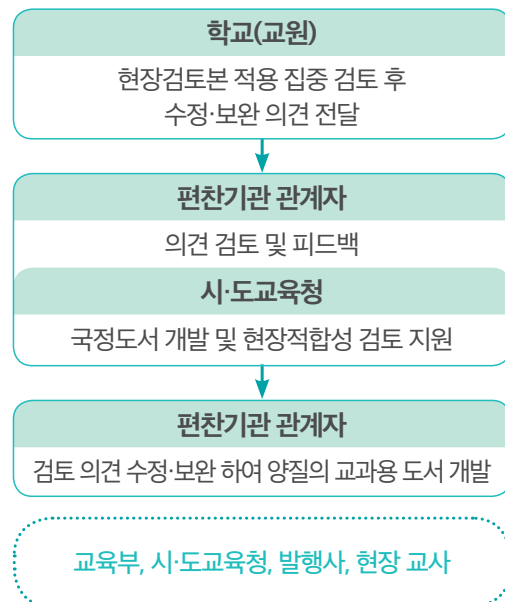 학교(교원)
현장검토본 적용 집중 검토 후
수정·보완 의견 전달
편찬기관 관계자
의견 검토 및 피드백
시·도교육청
국정도서 개발 및 현장적합성 검토 지원
편찬기관 관계자
검토 의견 수정·보완 하여 양질의 교과용 도서 개발
교육부, 시·도교육청, 발행사, 현장 교사